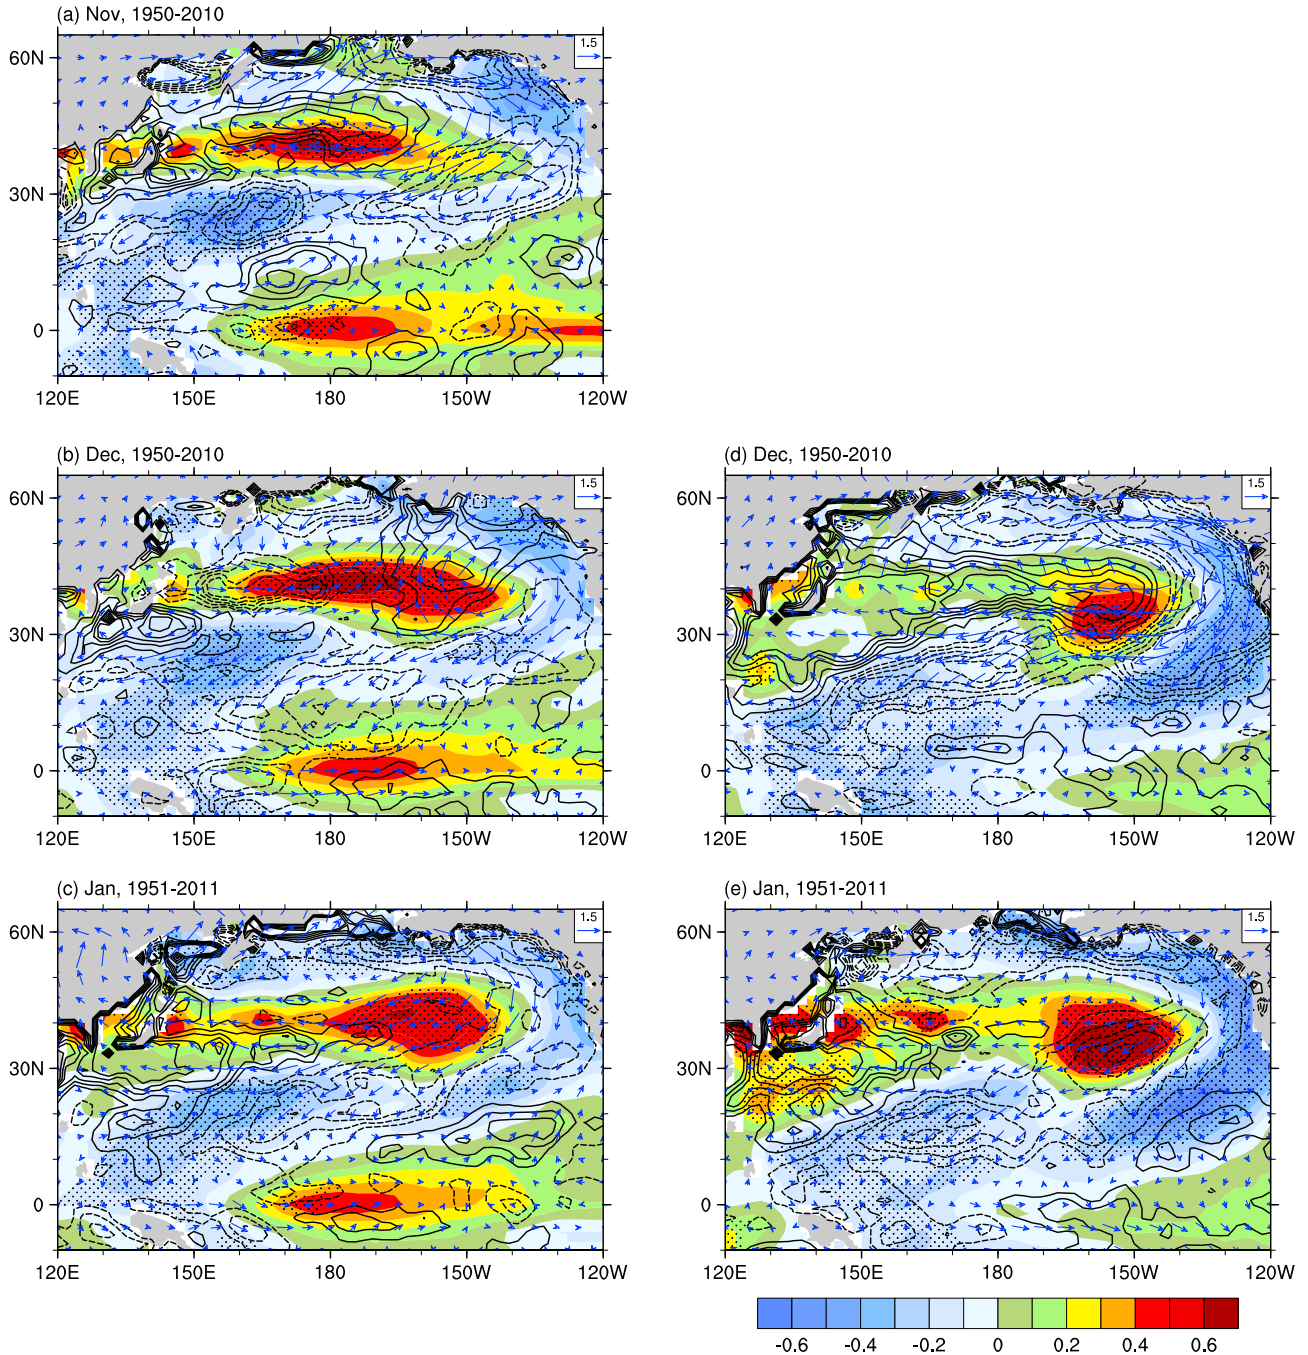 (a) Nov, 1950-2010
1.5
60N
30N
0
120E 150E 180 150W 120W
(b) Dec, 1950-2010
1.5
60N
30N
0
120E 150E 180 150W 120W
(d) Dec, 1950-2010
1.5
60N
30N
0
120E 150E 180 150W 120W
(c) Jan, 1951-2011
1.5
60N
30N
0
120E 150E 180 150W 120W
(e) Jan, 1951-2011
1.5
60N
30N
0
120E 150E 180 150W 120W
-0.6 -0.4 -0.2 0 0.2 0.4 0.6